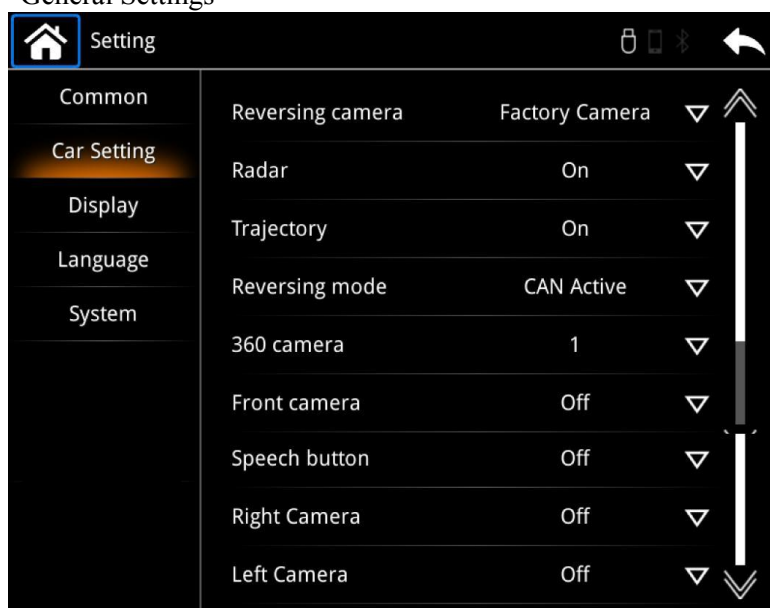 General Settings
Setting
Common
Car Setting
Display
Language
System
Reversing camera Factory Camera
Radar On
Trajectory On
Reversing mode CAN Active
360 camera 1
Front camera Off
Speech button Off
Right Camera Off
Left Camera Off